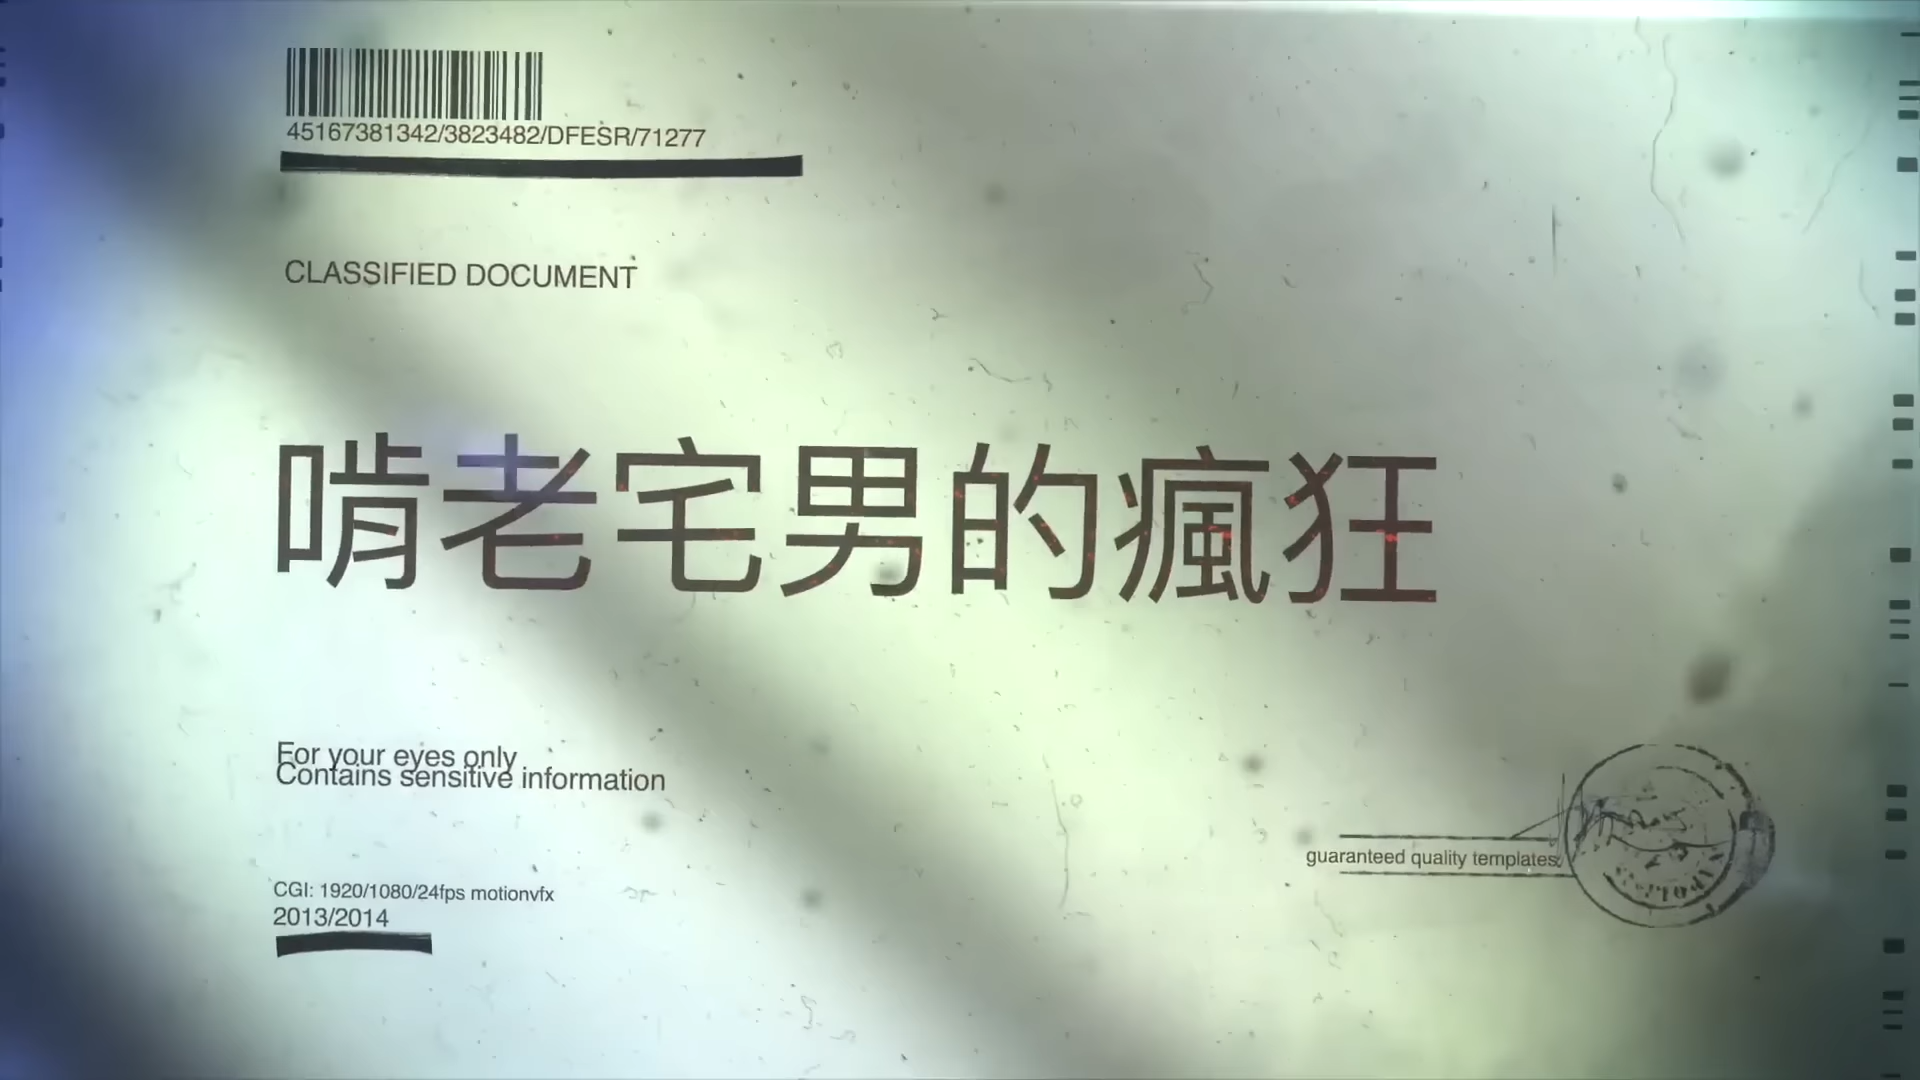 45167381342/3823482/DFESR/71277
CLASSIFIED DOCUMENT
啃老宅男的瘋狂
For your eyes only
Contains sensitive information
guaranteed quality templates.
CGI: 1920/1080/24fps motionvfx
2013/2014